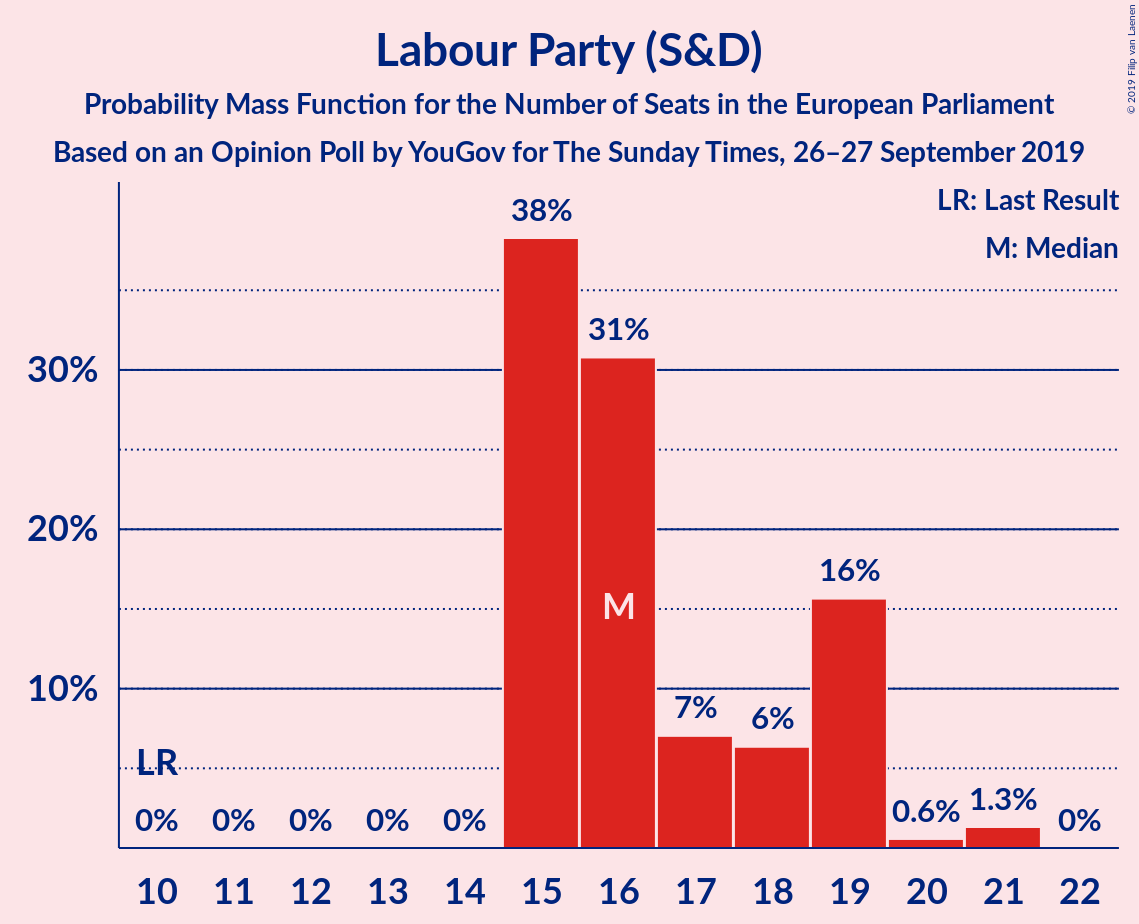 Labour Party (S&D)
Probability Mass Function for the Number of Seats in the European Parliament
Based on an Opinion Poll by YouGov for The Sunday Times, 26–27 September 2019
© 2019 Filip van Laenen
LR: Last Result
M: Median
38%
31%
30%
20%
16%
M
10%
7%
6%
LR
1.3%
0.6%
0% 0% 0% 0% 0% 0%
10 11 12 13 14 15 16 17 18 19 20 21 22